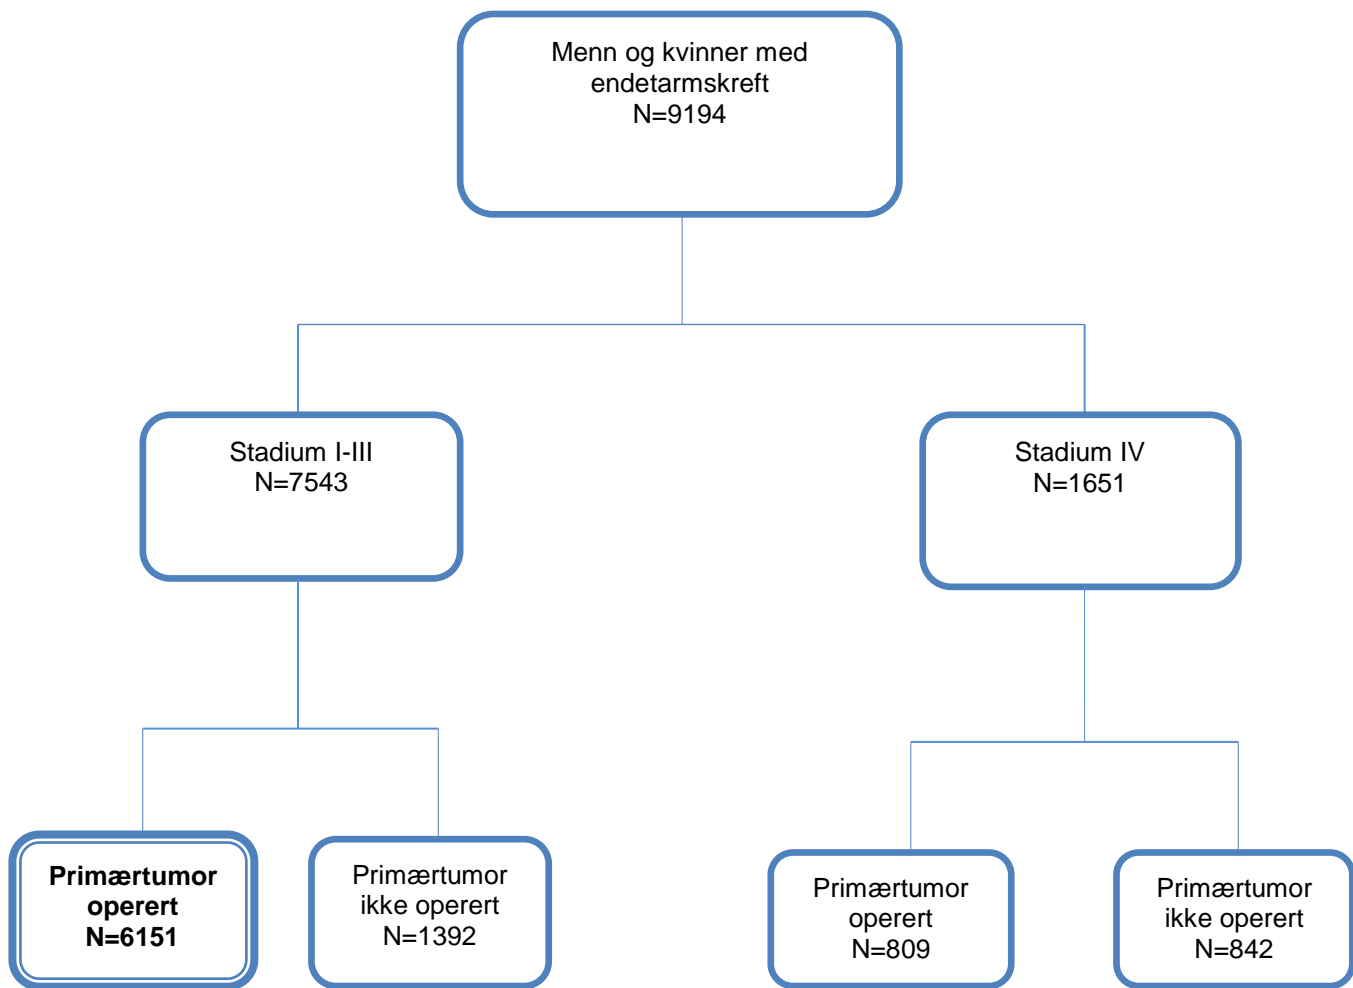 Menn og kvinner med
endetarmskreft
N=9194
Stadium I-III
N=7543
Stadium IV
N=1651
Primærtumor
operert
N=6151
Primærtumor
ikke operert
N=1392
Primærtumor
operert
N=809
Primærtumor
ikke operert
N=842